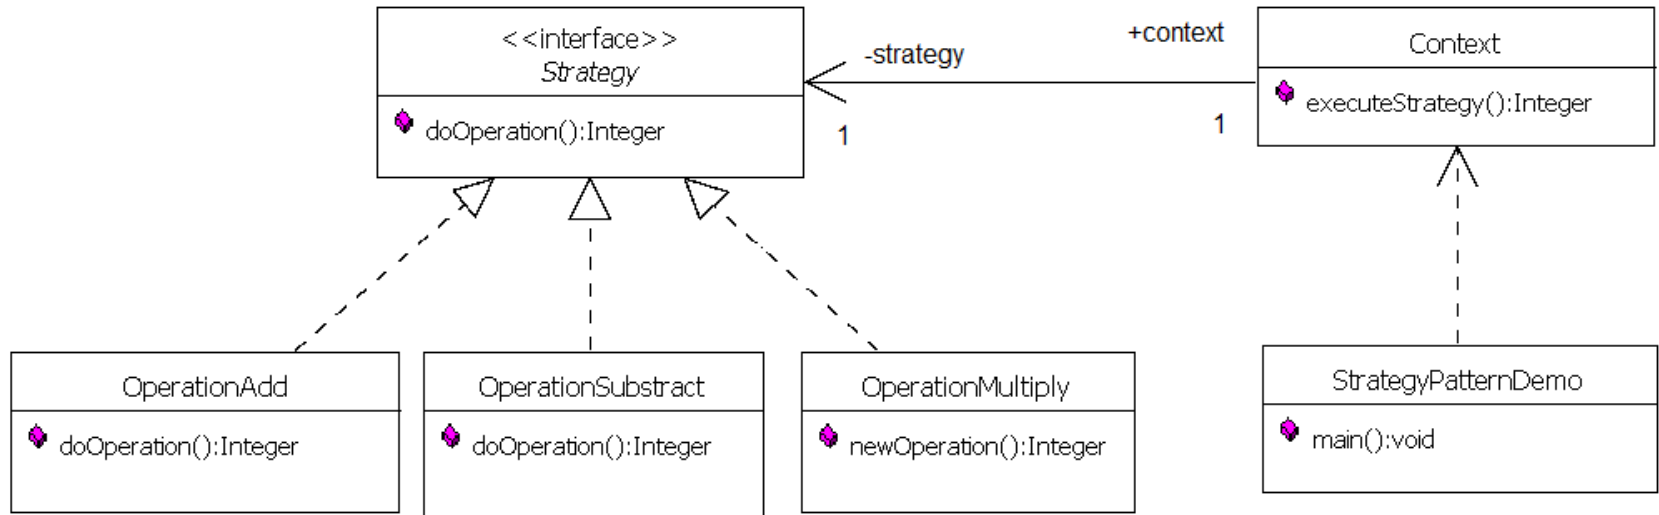 <<interface>>
Strategy
doOperation():Integer
-strategy
+context
1
1
Context
executeStrategy():Integer
OperationAdd
doOperation():Integer
OperationSubstract
doOperation():Integer
OperationMultiply
newOperation():Integer
StrategyPatternDemo
main():void